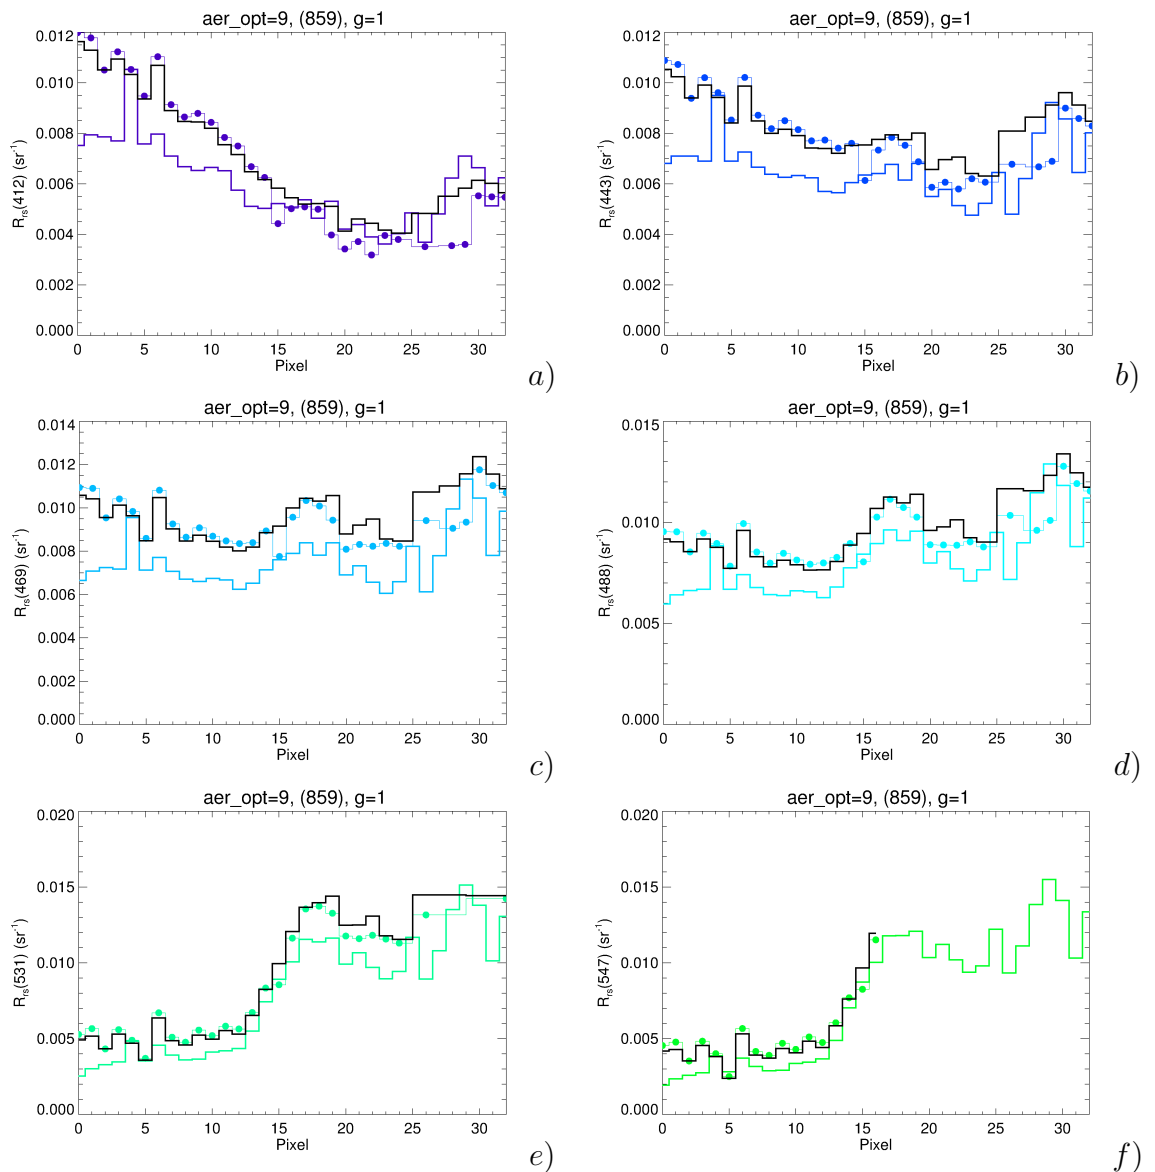 aer_opt=9, (859), g=1
0.012
0.010
0.008
0.006
0.004
0.002
0.000
Rrs(412) (sr-1)
0 5 10 15 20 25 30
Pixel
a)
aer_opt=9, (859), g=1
0.012
0.010
0.008
0.006
0.004
0.002
0.000
Rrs(443) (sr-1)
0 5 10 15 20 25 30
Pixel
b)
aer_opt=9, (859), g=1
0.014
0.012
0.010
0.008
0.006
0.004
0.002
0.000
Rrs(469) (sr-1)
0 5 10 15 20 25 30
Pixel
c)
aer_opt=9, (859), g=1
0.015
0.010
0.005
0.000
Rrs(488) (sr-1)
0 5 10 15 20 25 30
Pixel
d)
aer_opt=9, (859), g=1
0.020
0.015
0.010
0.005
0.000
Rrs(531) (sr-1)
0 5 10 15 20 25 30
Pixel
e)
aer_opt=9, (859), g=1
0.020
0.015
0.010
0.005
0.000
Rrs(547) (sr-1)
0 5 10 15 20 25 30
Pixel
f)